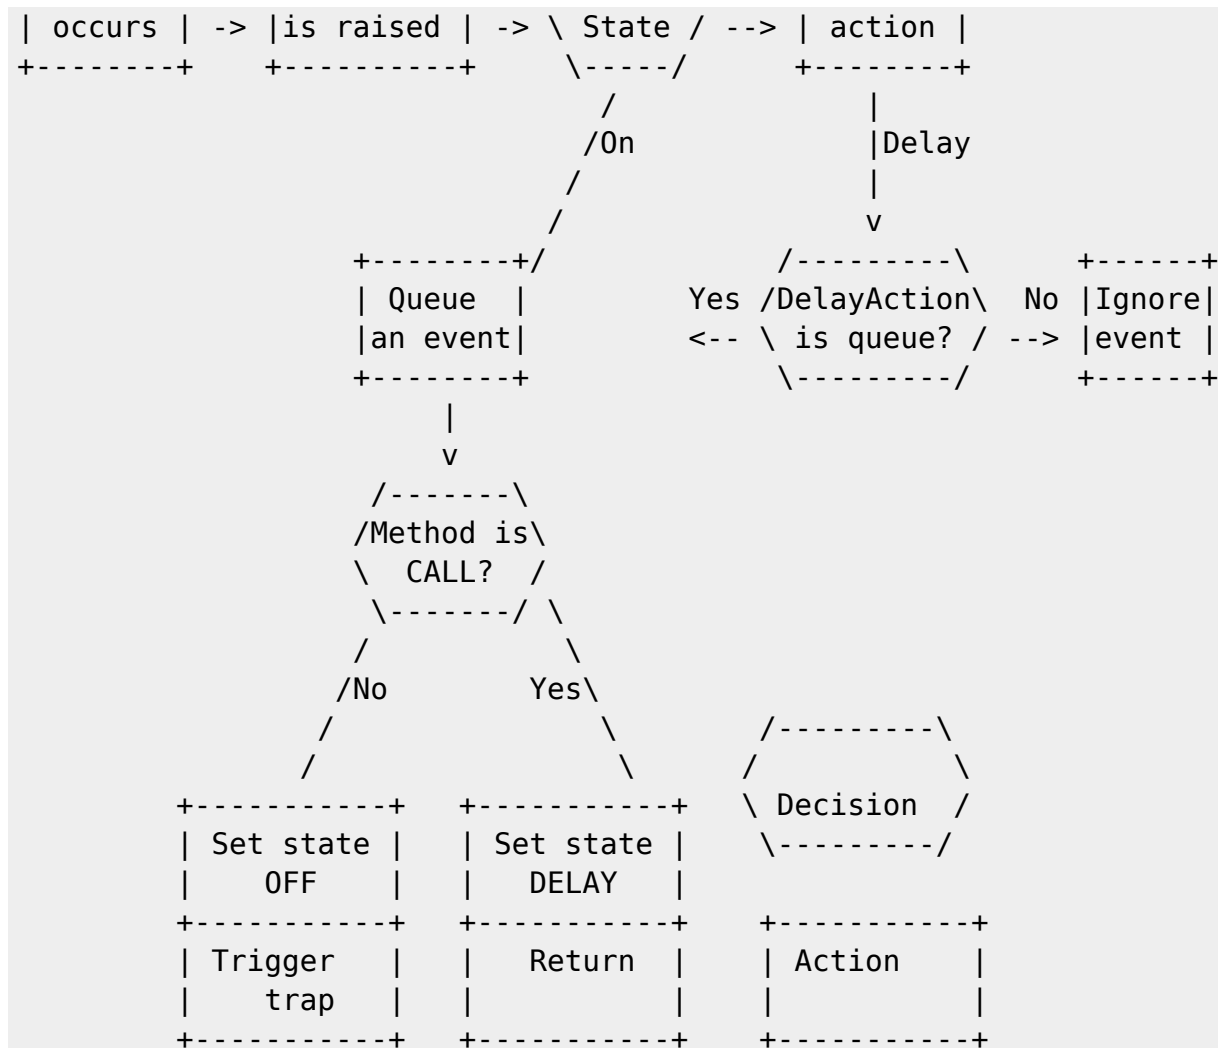 | occurs | -> |is raised | -> \ State / --> | action |
+--------+    +----------+     \-----/      +--------+
                                 /              |
                                /On             |Delay
                               /                |
                              /                 v
                   +--------+/             /---------\      +------+
                   | Queue  |         Yes /DelayAction\  No |Ignore|
                   |an event|         <-- \ is queue? / --> |event |
                   +--------+              \---------/      +------+
                        |
                        v
                    /-------\
                   /Method is\
                   \  CALL?  /
                    \-------/ \
                   /           \
                  /No        Yes\
                 /               \        /---------\
                /                 \      /           \
         +-----------+   +-----------+   \ Decision  /
         | Set state |   | Set state |    \---------/
         |    OFF    |   |   DELAY   |
         +-----------+   +-----------+    +-----------+
         | Trigger   |   |   Return  |    | Action    |
         |    trap   |   |           |    |           |
         +-----------+   +-----------+    +-----------+